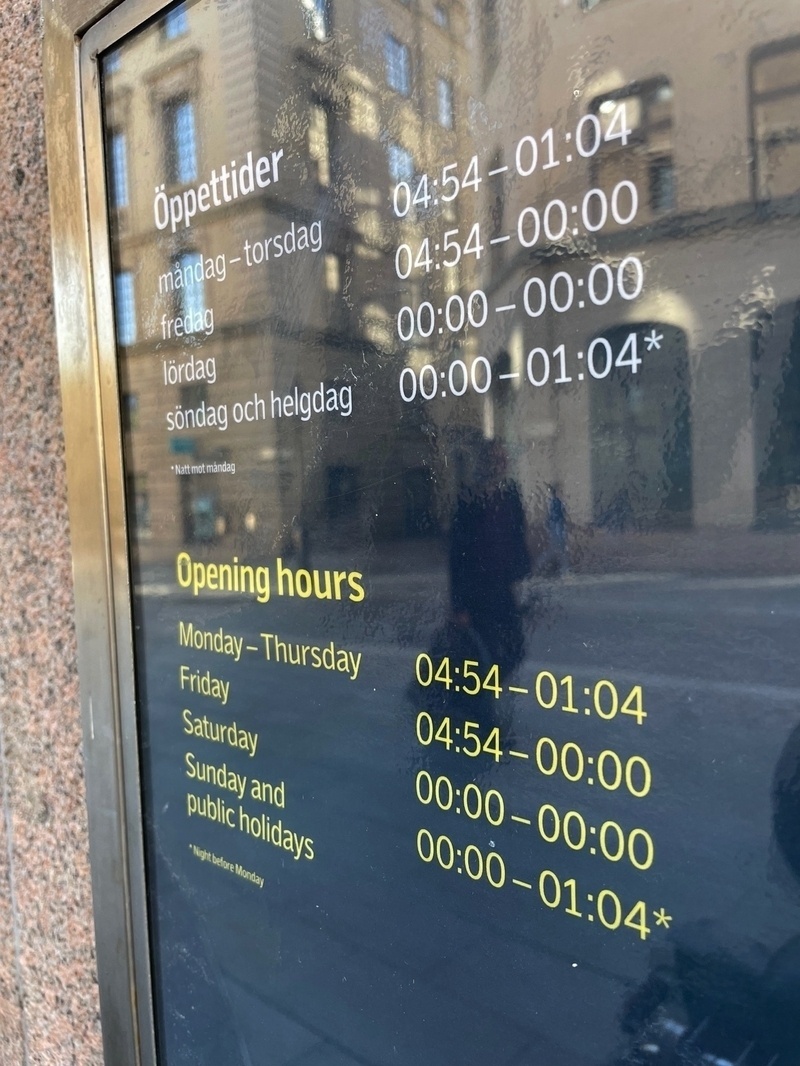 Öppettider
måndag – torsdag 04:54 – 01:04
fredag 04:54 – 00:00
lördag 00:00 – 00:00
söndag och helgdag 00:00 – 01:04*
* Natt mot måndag
Opening hours
Monday – Thursday 04:54 – 01:04
Friday 04:54 – 00:00
Saturday 00:00 – 00:00
Sunday and
public holidays 00:00 – 01:04*
* Night before Monday